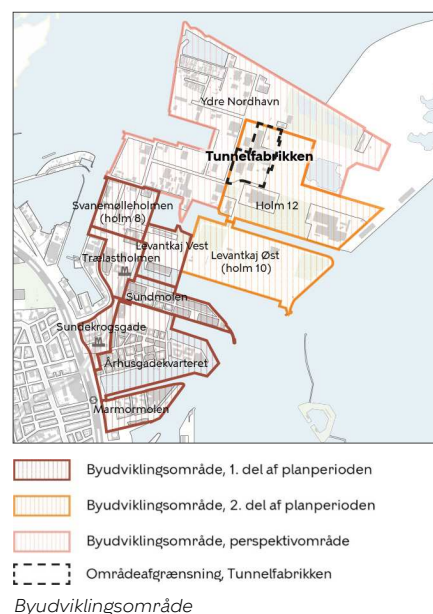 Ydre Nordhavn
Tunnelfabrikken
Svanemølleholmen
(holm 8)
Holm 12
Levantkaj Vest
Trælastholmen
Levantkaj Øst
(holm 10)
Sundmolen
Sundekrogsgade
Århusgadekvarteret
Marmormolen
Byudviklingsområde, 1. del af planperioden
Byudviklingsområde, 2. del af planperioden
Byudviklingsområde, perspektivområde
Områdeafgrænsning, Tunnelfabrikken
Byudviklingsområde